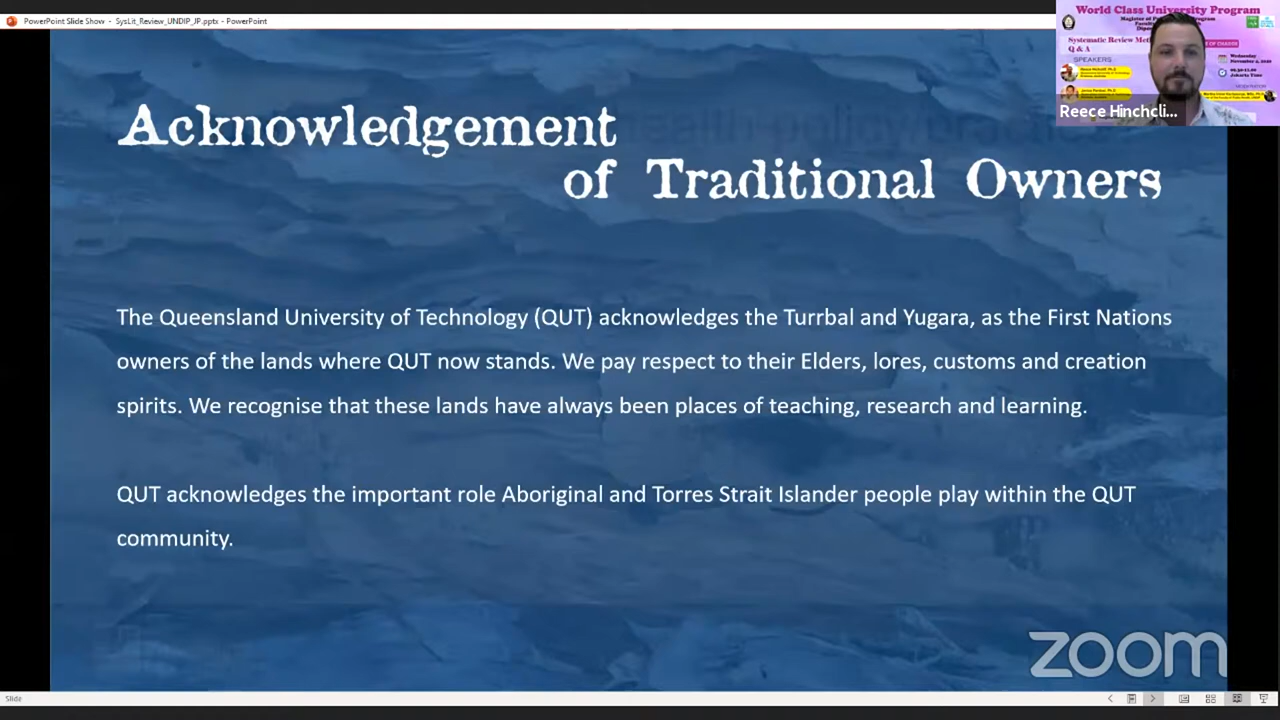 PowerPoint Slide Show - SysLit_Review_UNDIP_JP.pptx - PowerPoint
World Class University Program
Systematic Review
Q & A
SPEAKERS
Wednesday
Jakarta Time
Reece Hinchcli...
Acknowledgement
of Traditional Owners
The Queensland University of Technology (QUT) acknowledges the Turrbal and Yugara, as the First Nations
owners of the lands where QUT now stands. We pay respect to their Elders, lores, customs and creation
spirits. We recognise that these lands have always been places of teaching, research and learning.
QUT acknowledges the important role Aboriginal and Torres Strait Islander people play within the QUT
community.
zoom
Slide